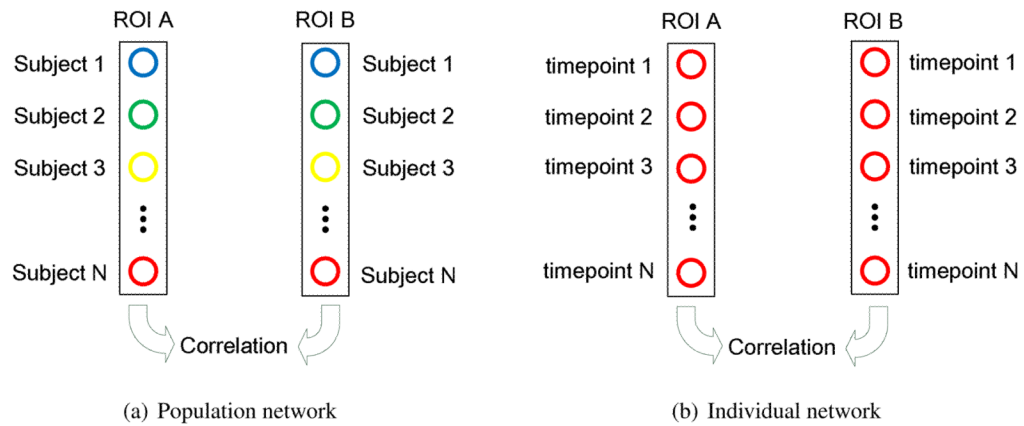 ROI A ROI B
Subject 1 Subject 1
Subject 2 Subject 2
Subject 3 Subject 3
Subject N Subject N
Correlation
(a) Population network
ROI A ROI B
timepoint 1 timepoint 1
timepoint 2 timepoint 2
timepoint 3 timepoint 3
timepoint N timepoint N
Correlation
(b) Individual network